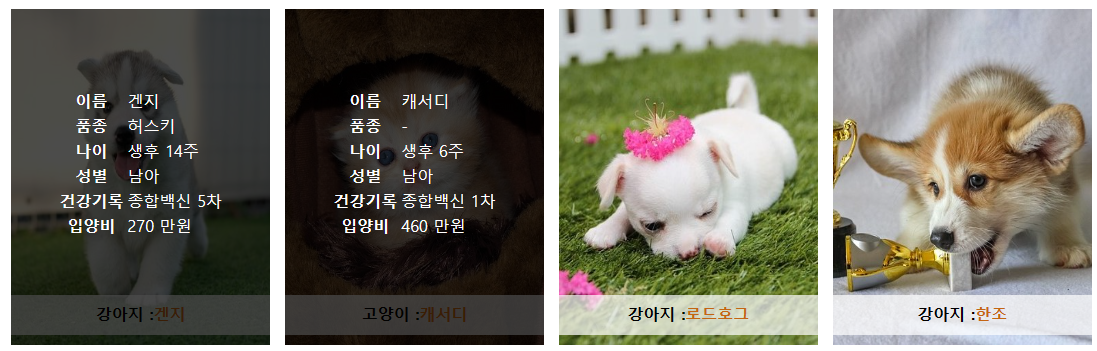 이름 겐지
품종 허스키
나이 생후 14주
성별 남아
건강기록 종합백신 5차
입양비 270 만원
강아지 :겐지
이름 캐서디
품종 -
나이 생후 6주
성별 남아
건강기록 종합백신 1차
입양비 460 만원
고양이 :캐서디
강아지 :로드호그
강아지 :한조